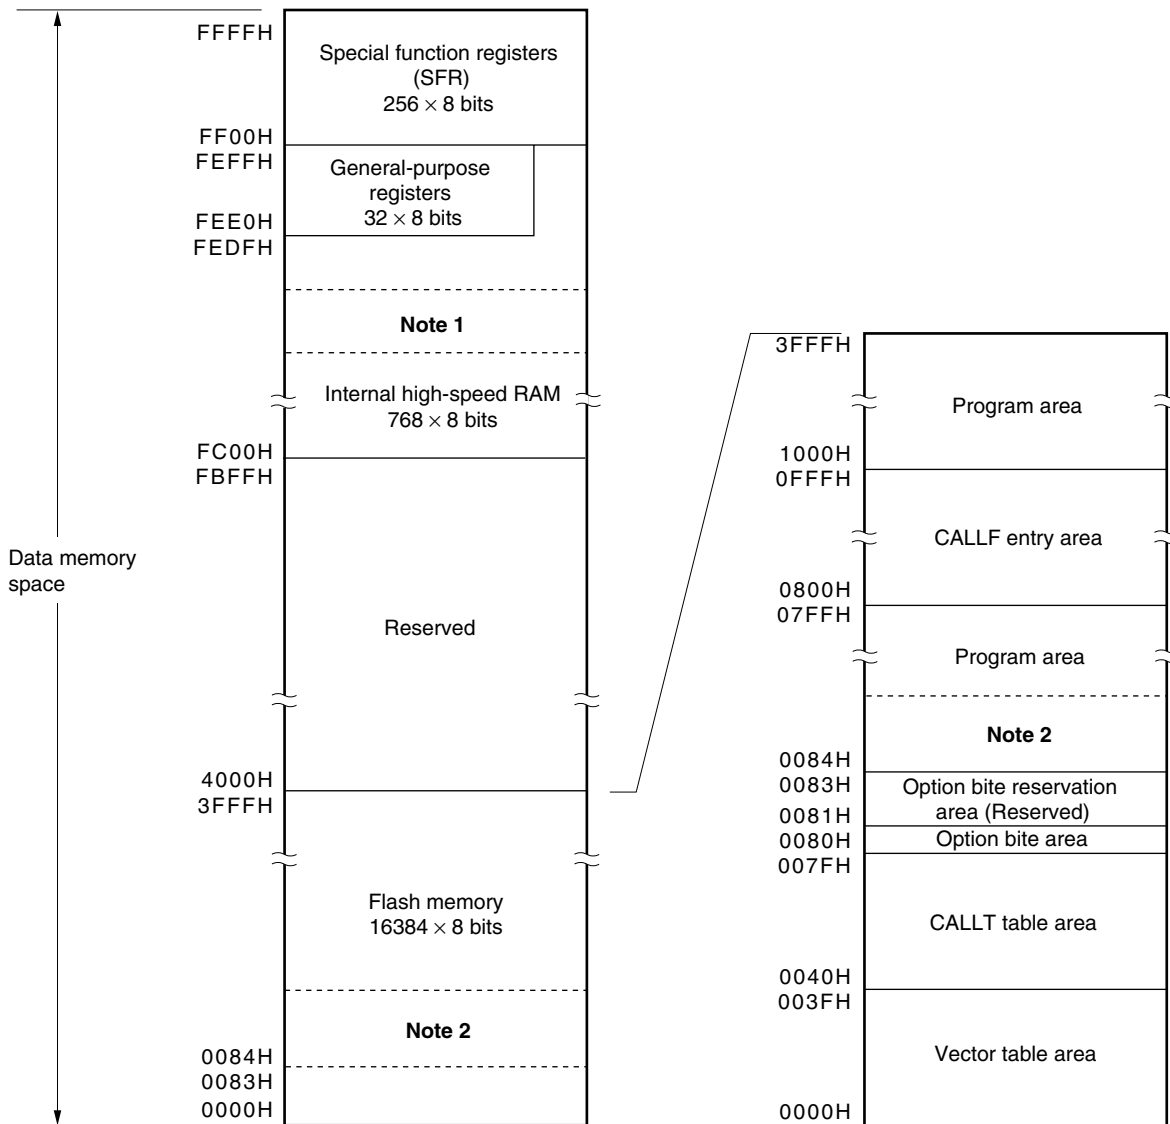 FFFFH
Special function registers
(SFR)
256 × 8 bits
FF00H
FEFFH
General-purpose
registers
32 × 8 bits
FEE0H
FEDFH
Note 1
Internal high-speed RAM
768 × 8 bits
FC00H
FBFFH
Data memory
space
Reserved
4000H
3FFFH
Flash memory
16384 × 8 bits
Note 2
0084H
0083H
0000H
3FFFH
Program area
1000H
0FFFH
CALLF entry area
0800H
07FFH
Program area
Note 2
0084H
0083H
Option bite reservation
area (Reserved)
0081H
0080H
Option bite area
007FH
CALLT table area
0040H
003FH
Vector table area
0000H